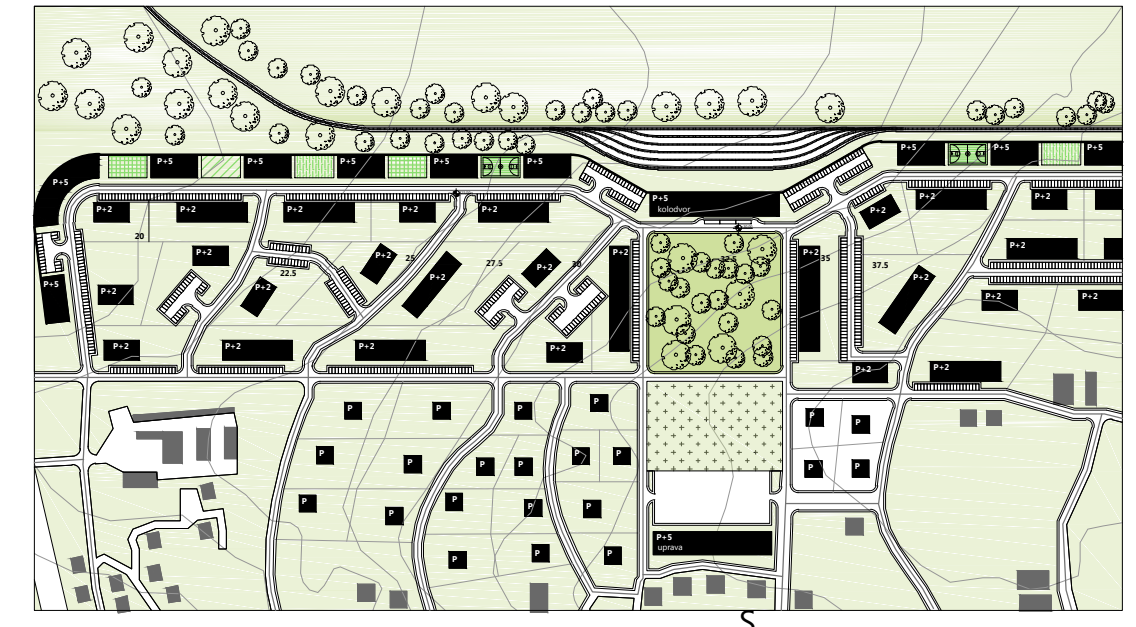 P+5 P+5 P+5 P+5 P+5 P+5 P+5 P+5
P+5
P+5
kolodvor
P+2 P+2 P+2 P+2 P+2 P+2 P+2
20
P+2 25 27.5 30 P+2 P+2 35 37.5 P+2
22.5
P+5 P+2 P+2 P+2 P+2 P+2 P+2 P+2
P+2 P+2 P+2 P+2 P+2 P+2
P P P P P P
P P P P P P P P
P P P P P
P+5
uprava
P P P
S